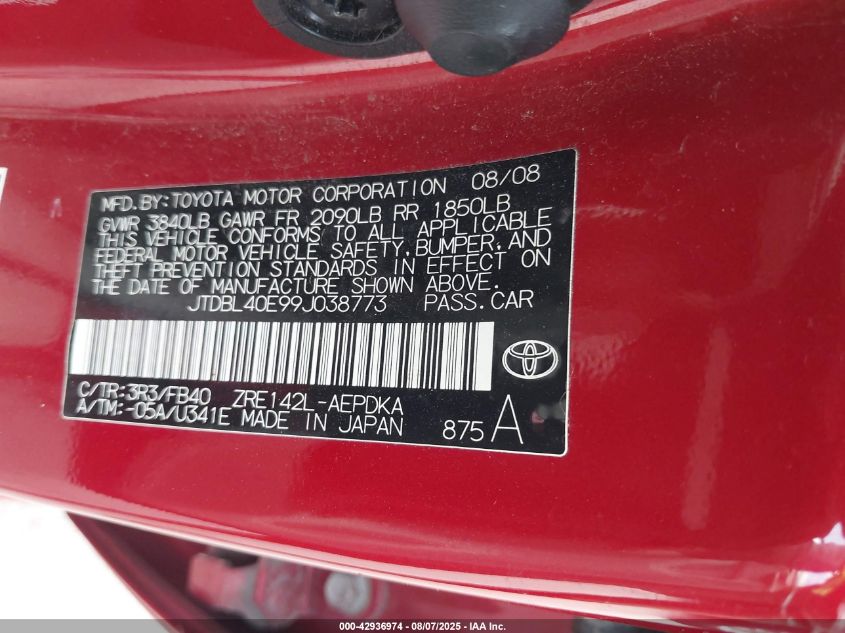 MFD. BY: TOYOTA MOTOR CORPORATION 08/08
GVWR 3840LB GAWR FR 2090LB RR 1850LB
THIS VEHICLE CONFORMS TO ALL APPLICABLE
FEDERAL MOTOR VEHICLE SAFETY, BUMPER, AND
THEFT PREVENTION STANDARDS IN EFFECT ON
THE DATE OF MANUFACTURE SHOWN ABOVE.
JTDBL40E99J038773 PASS. CAR
C/TR: 3R3/FB40 ZRE142L-AEPDKA
A/TM: -05A/U341E MADE IN JAPAN 875 A
000-42936974 - 08/07/2025 - IAA Inc.